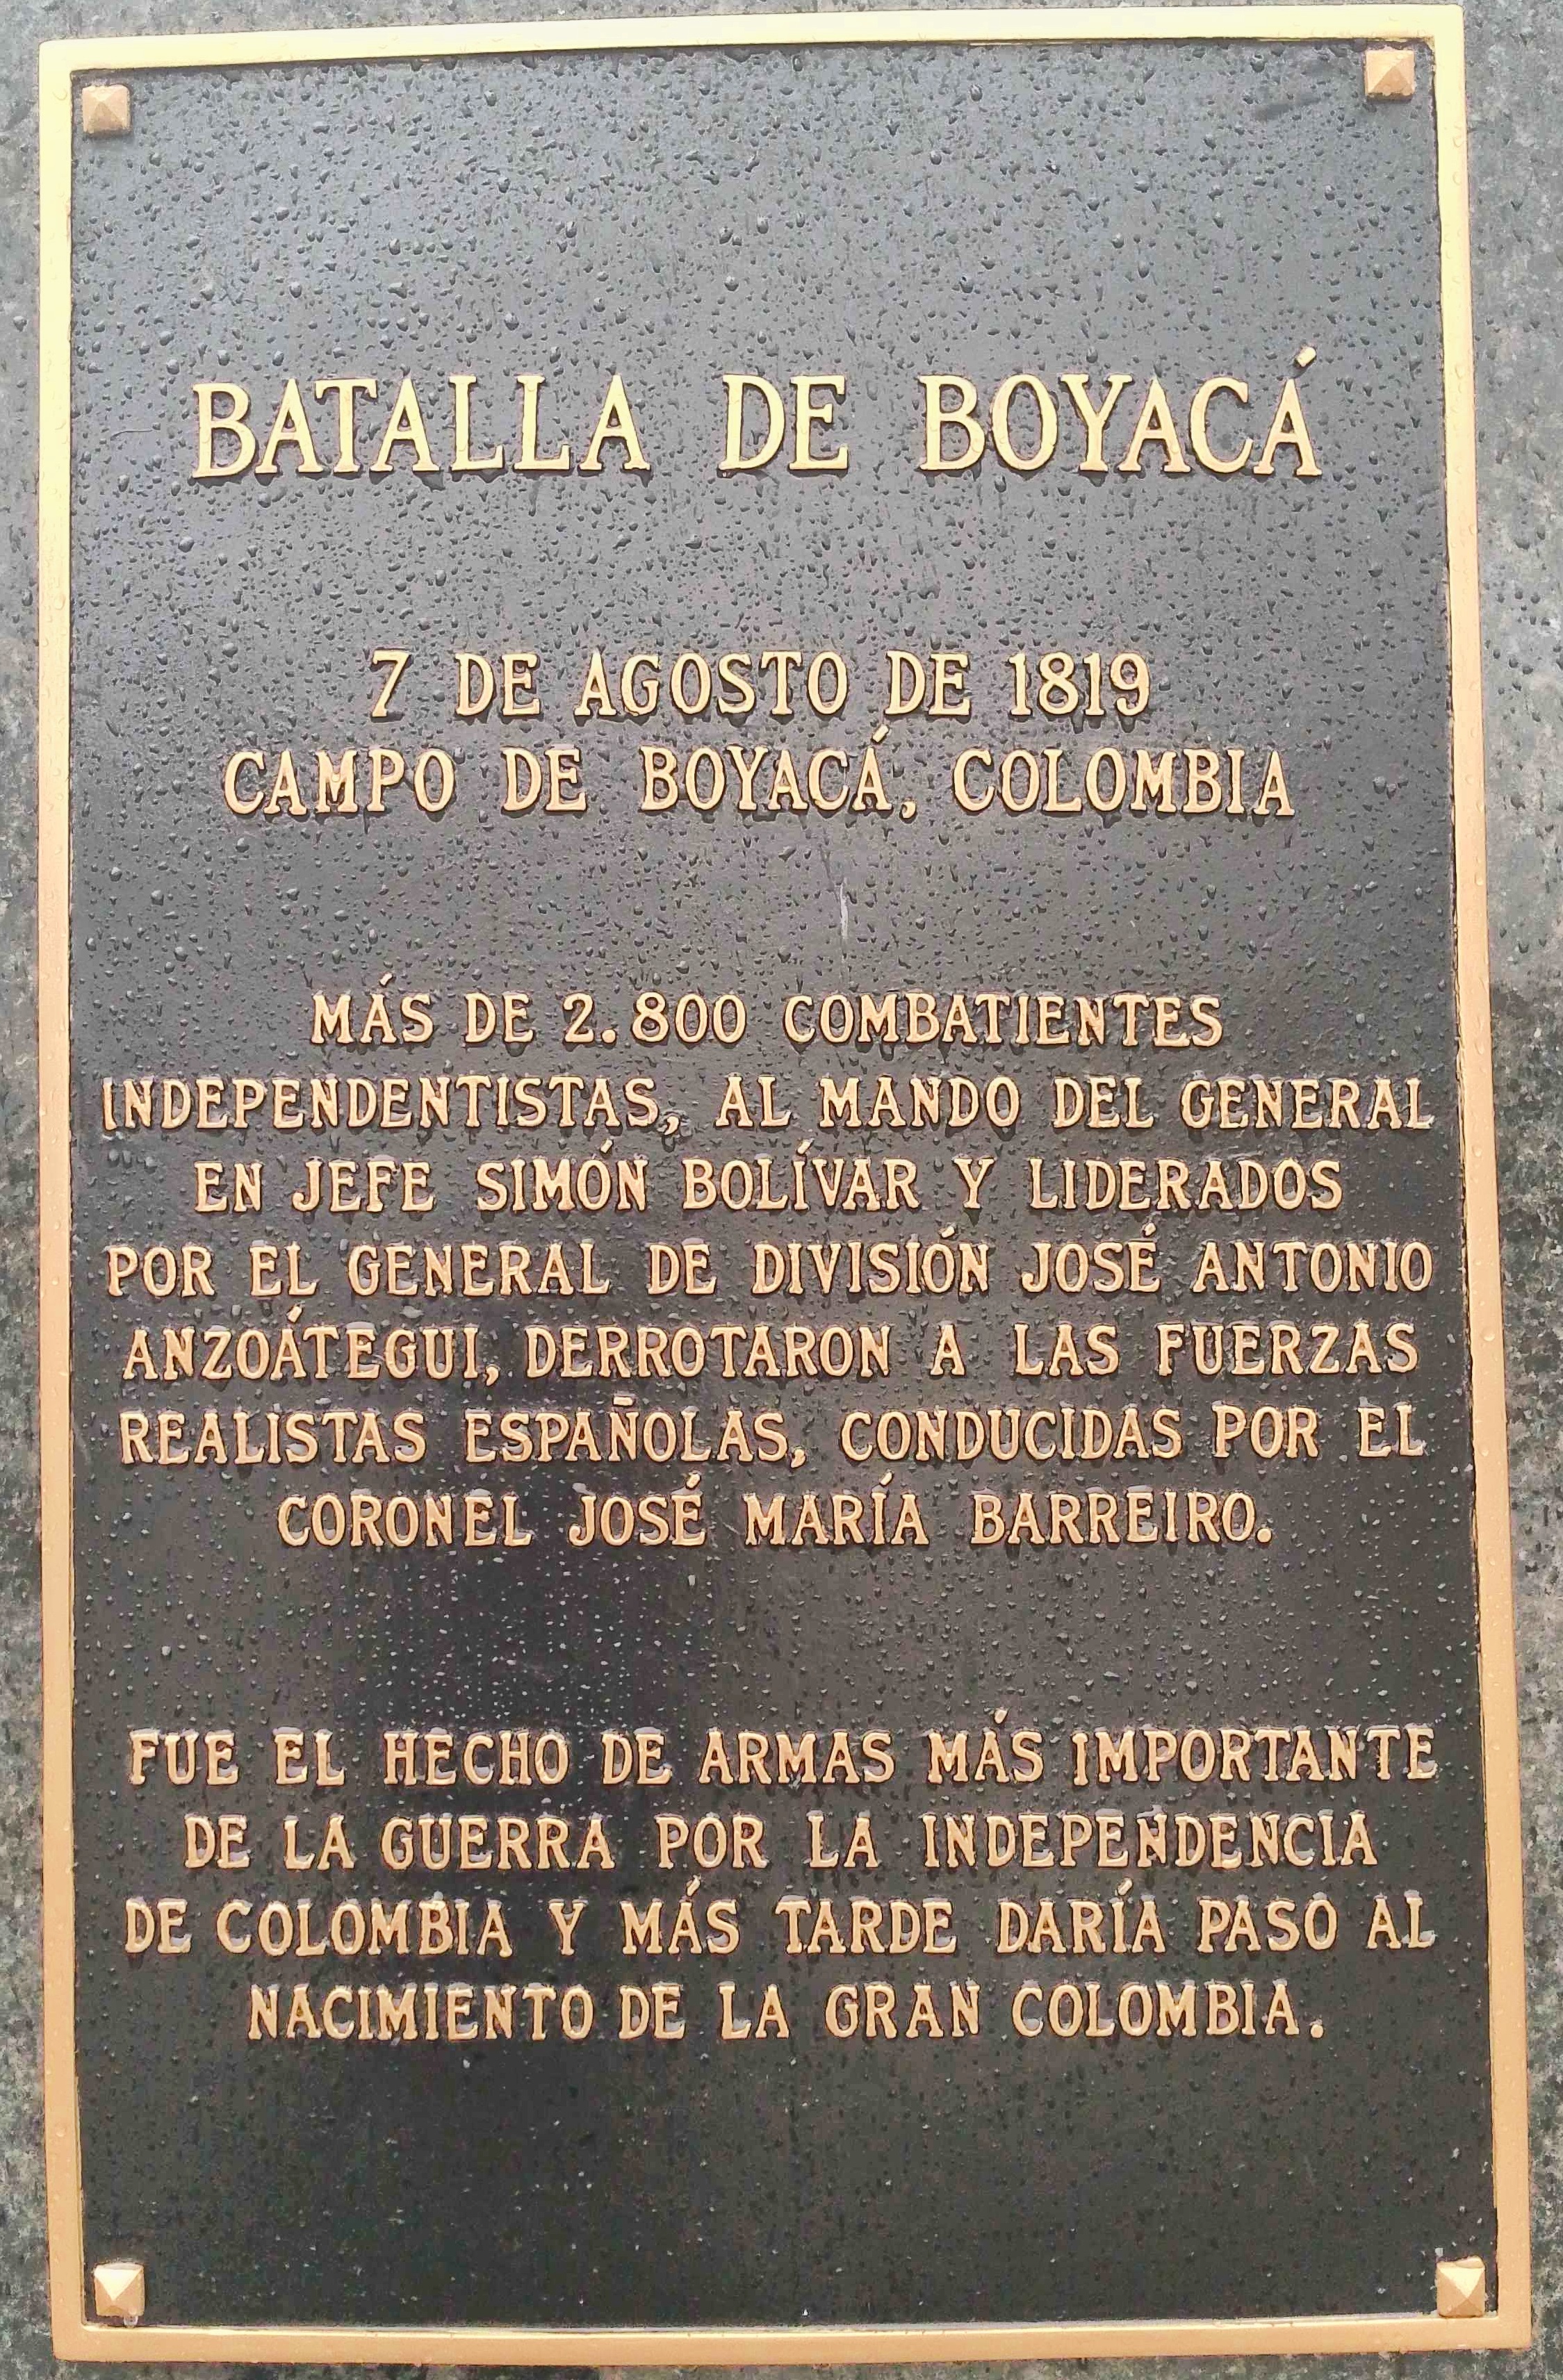 BATALLA DE BOYACÁ
7 DE AGOSTO DE 1819
CAMPO DE BOYACÁ, COLOMBIA
MÁS DE 2.800 COMBATIENTES
INDEPENDENTISTAS, AL MANDO DEL GENERAL
EN JEFE SIMÓN BOLÍVAR Y LIDERADOS
POR EL GENERAL DE DIVISIÓN JOSÉ ANTONIO
ANZOÁTEGUI, DERROTARON A LAS FUERZAS
REALISTAS ESPAÑOLAS, CONDUCIDAS POR EL
CORONEL JOSÉ MARÍA BARREIRO.
FUE EL HECHO DE ARMAS MÁS IMPORTANTE
DE LA GUERRA POR LA INDEPENDENCIA
DE COLOMBIA Y MÁS TARDE DARÍA PASO AL
NACIMIENTO DE LA GRAN COLOMBIA.